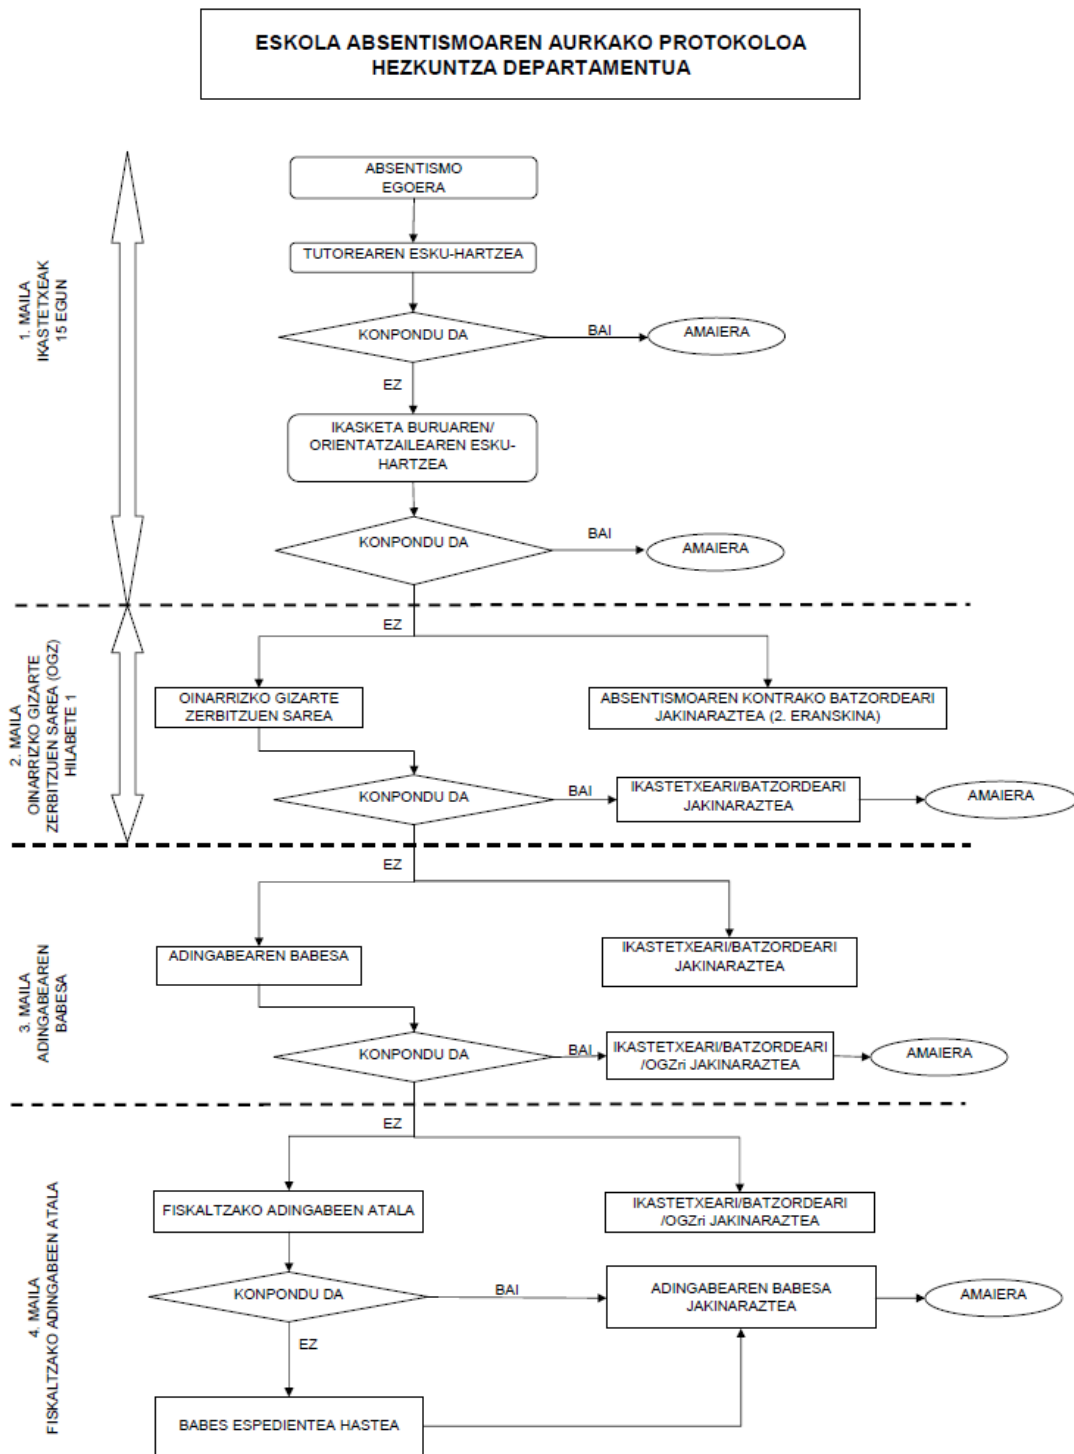 ESKOLA ABSENTISMOAREN AURKAKO PROTOKOLOA
HEZKUNTZA DEPARTAMENTUA
1. MAILA
IKASTETXEAK
15 EGUN
ABSENTISMO
EGOERA
TUTOREAREN ESKU-HARTZEA
KONPONDU DA
BAI
AMAIERA
EZ
IKASKETA BURUAREN/
ORIENTATZAILEAREN ESKU-
HARTZEA
KONPONDU DA
BAI
AMAIERA
2. MAILA
OINARRIZKO GIZARTE
ZERBITZUEN SAREA (OGZ)
HILABETE 1
EZ
OINARRIZKO GIZARTE
ZERBITZUEN SAREA
ABSENTISMOAREN KONTRAKO BATZORDEARI
JAKINARAZTEA (2. ERANSKINA)
KONPONDU DA
BAI
IKASTETXEARI/BATZORDEARI
JAKINARAZTEA
AMAIERA
3. MAILA
ADINGABEAREN
BABESA
EZ
ADINGABEAREN BABESA
IKASTETXEARI/BATZORDEARI
JAKINARAZTEA
KONPONDU DA
BAI
IKASTETXEARI/BATZORDEARI
/OGZri JAKINARAZTEA
AMAIERA
4. MAILA
FISKALTZAKO ADINGABEEN ATALA
EZ
FISKALTZAKO ADINGABEEN ATALA
IKASTETXEARI/BATZORDEARI
/OGZri JAKINARAZTEA
KONPONDU DA
BAI
ADINGABEAREN BABESA
JAKINARAZTEA
AMAIERA
EZ
BABES ESPEDIENTEA HASTEA